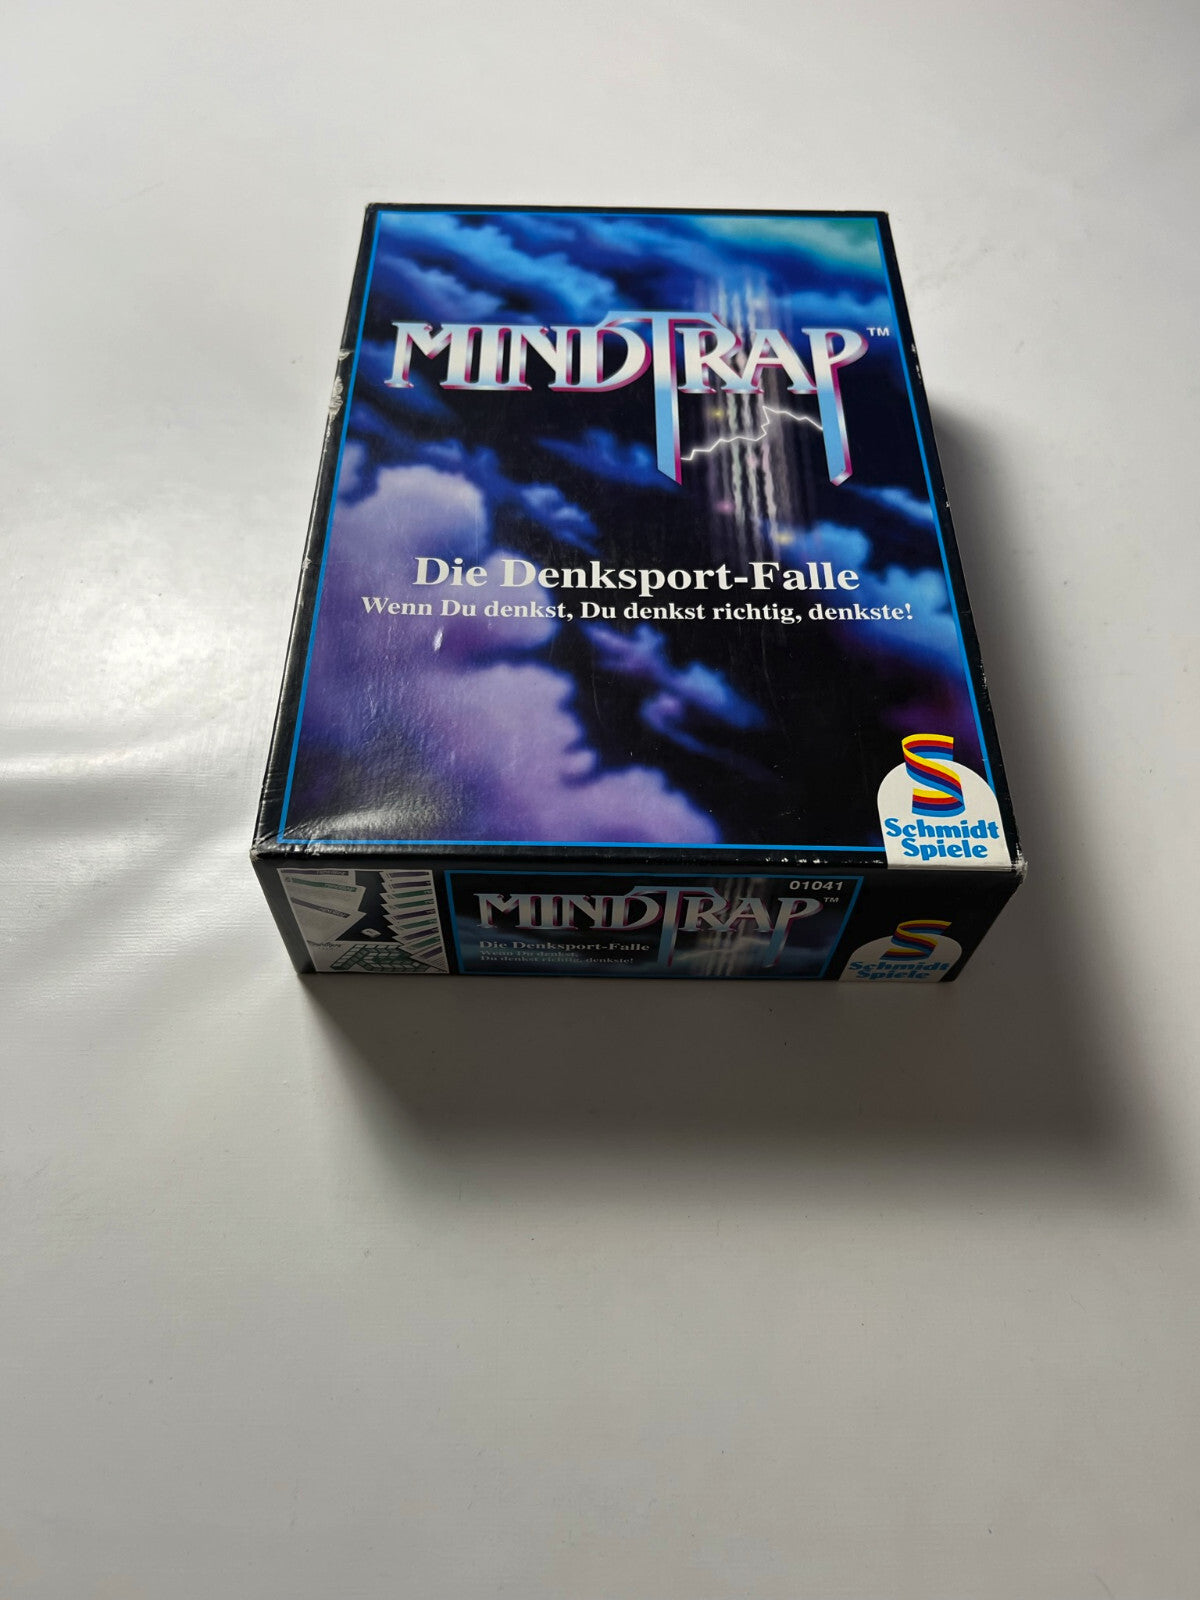 MINDTRAP™
Die Denksport-Falle
Wenn Du denkst, Du denkst richtig, denkste!
Schmidt
Spiele
01041
MINDTRAP™
Die Denksport-Falle
Wenn Du denkst,
Du denkst richtig, denkste!
Schmidt
Spiele